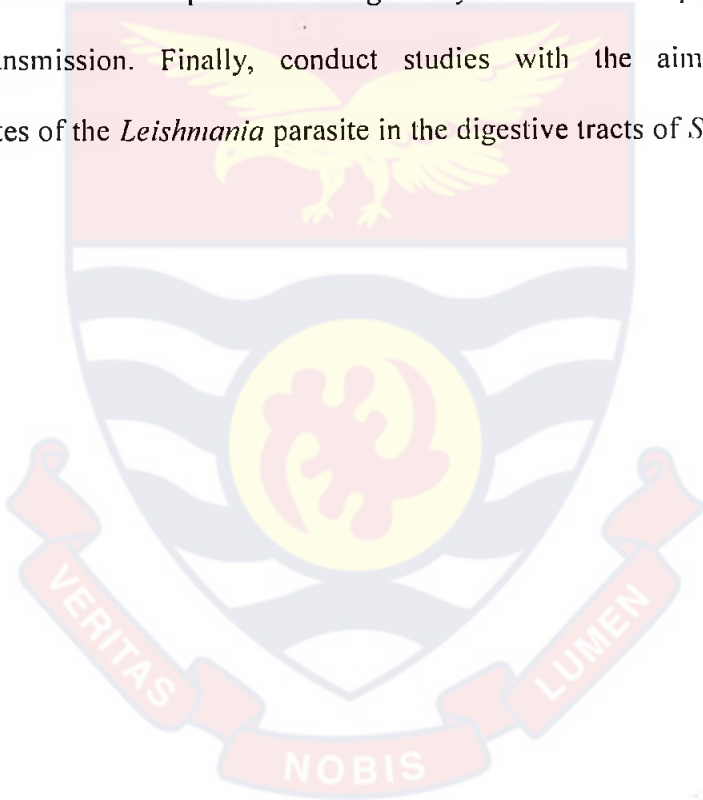 nsmission. Finally, conduct studies with the aim
tes of the Leishmania parasite in the digestive tracts of S
VERITAS
NOBIS
LUMEN